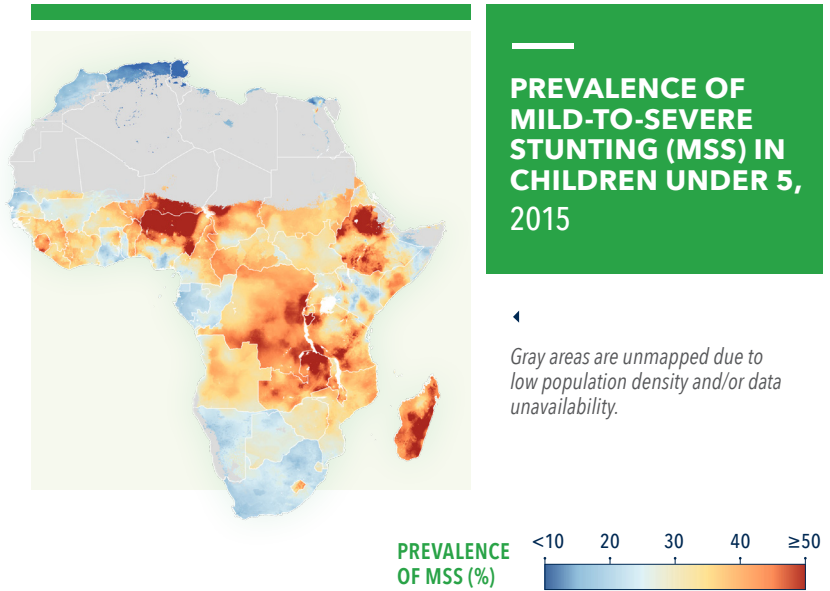 PREVALENCE OF
MILD-TO-SEVERE
STUNTING (MSS) IN
CHILDREN UNDER 5,
2015
Gray areas are unmapped due to
low population density and/or data
unavailability.
PREVALENCE
OF MSS (%)
<10 20 30 40 ≥50